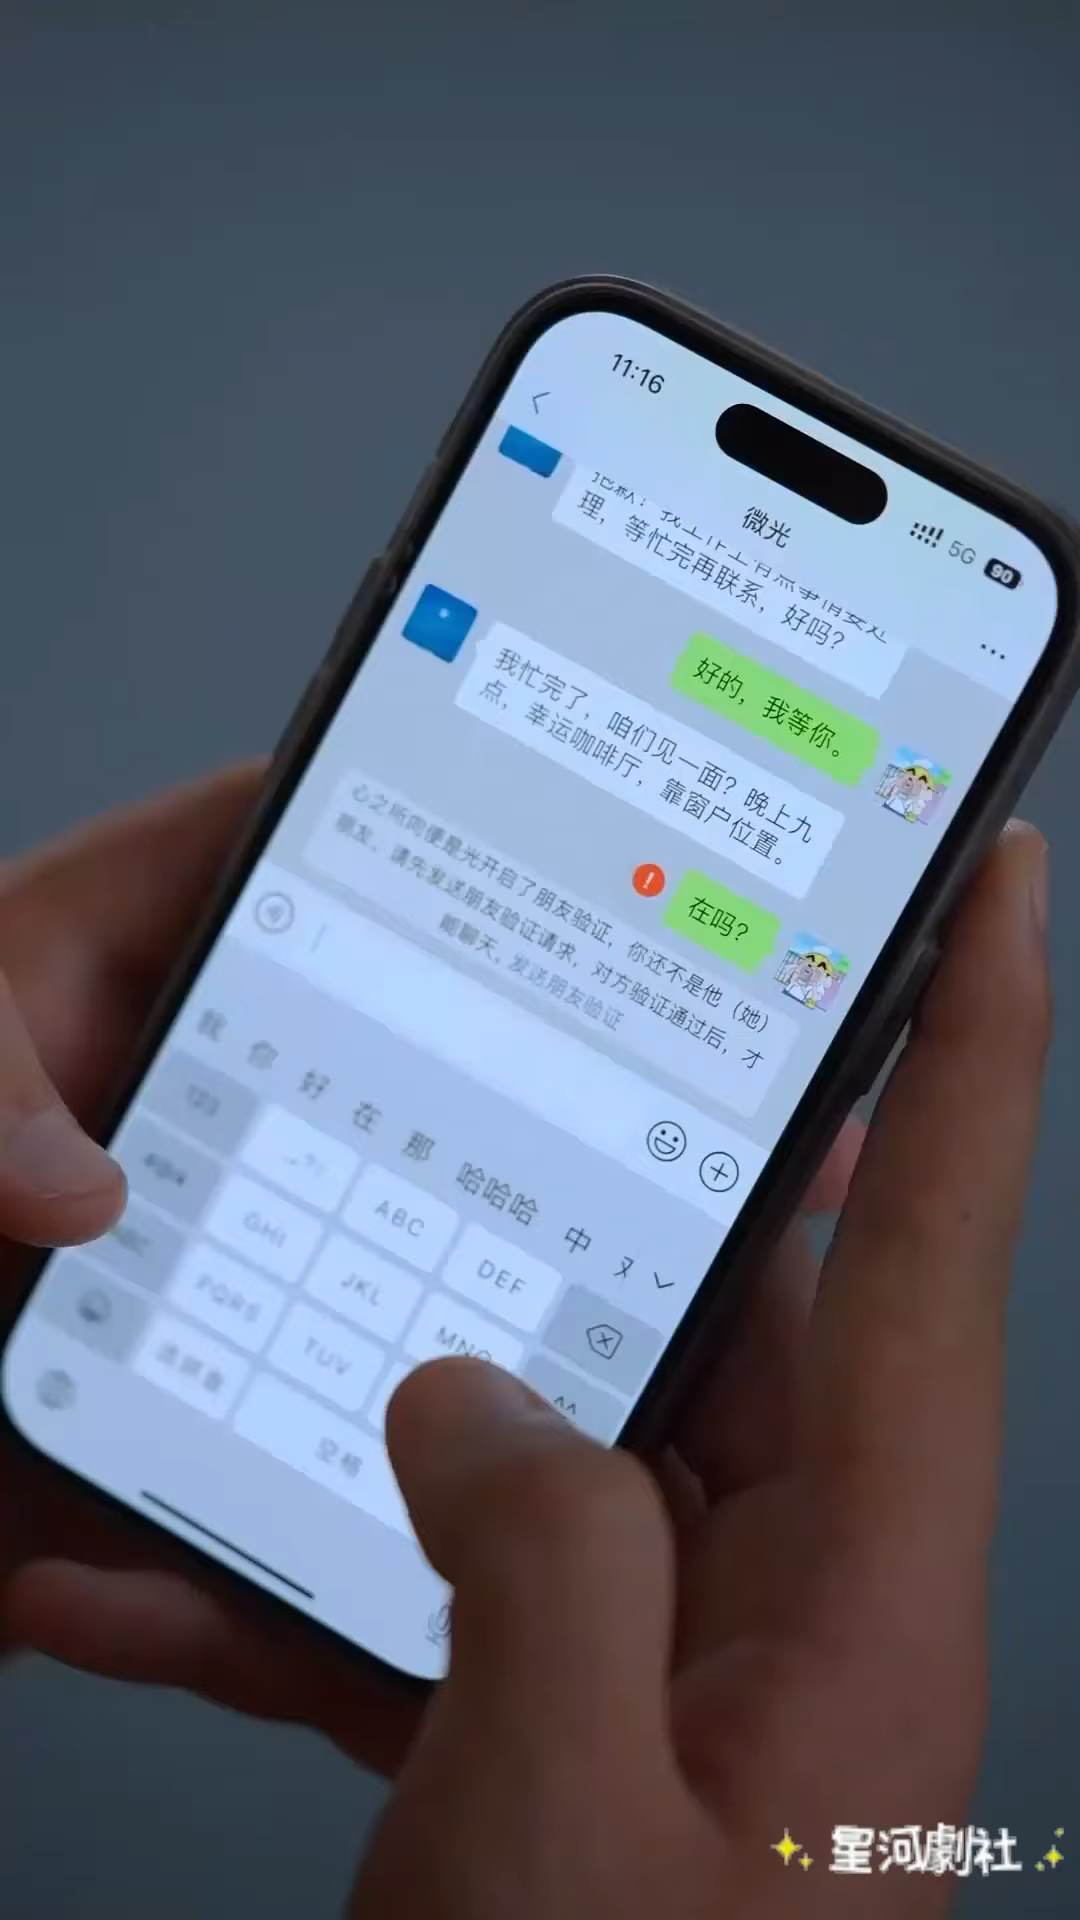 11:16
5G
90
微光
理，等忙完再联系，好吗？
好的，我等你。
我忙完了，咱们见一面？晚上九
点，幸运咖啡厅，靠窗户位置。
在吗？
心之所向便是光开启了朋友验证，你还不是他（她）
朋友，请先发送朋友验证请求，对方验证通过后，才
能聊天，发送朋友验证
我 你 好 在 那 哈哈哈 中 又
123
ABC
DEF
GHI
JKL
MNO
PQRS
TUV
空格
^^
星河劇社